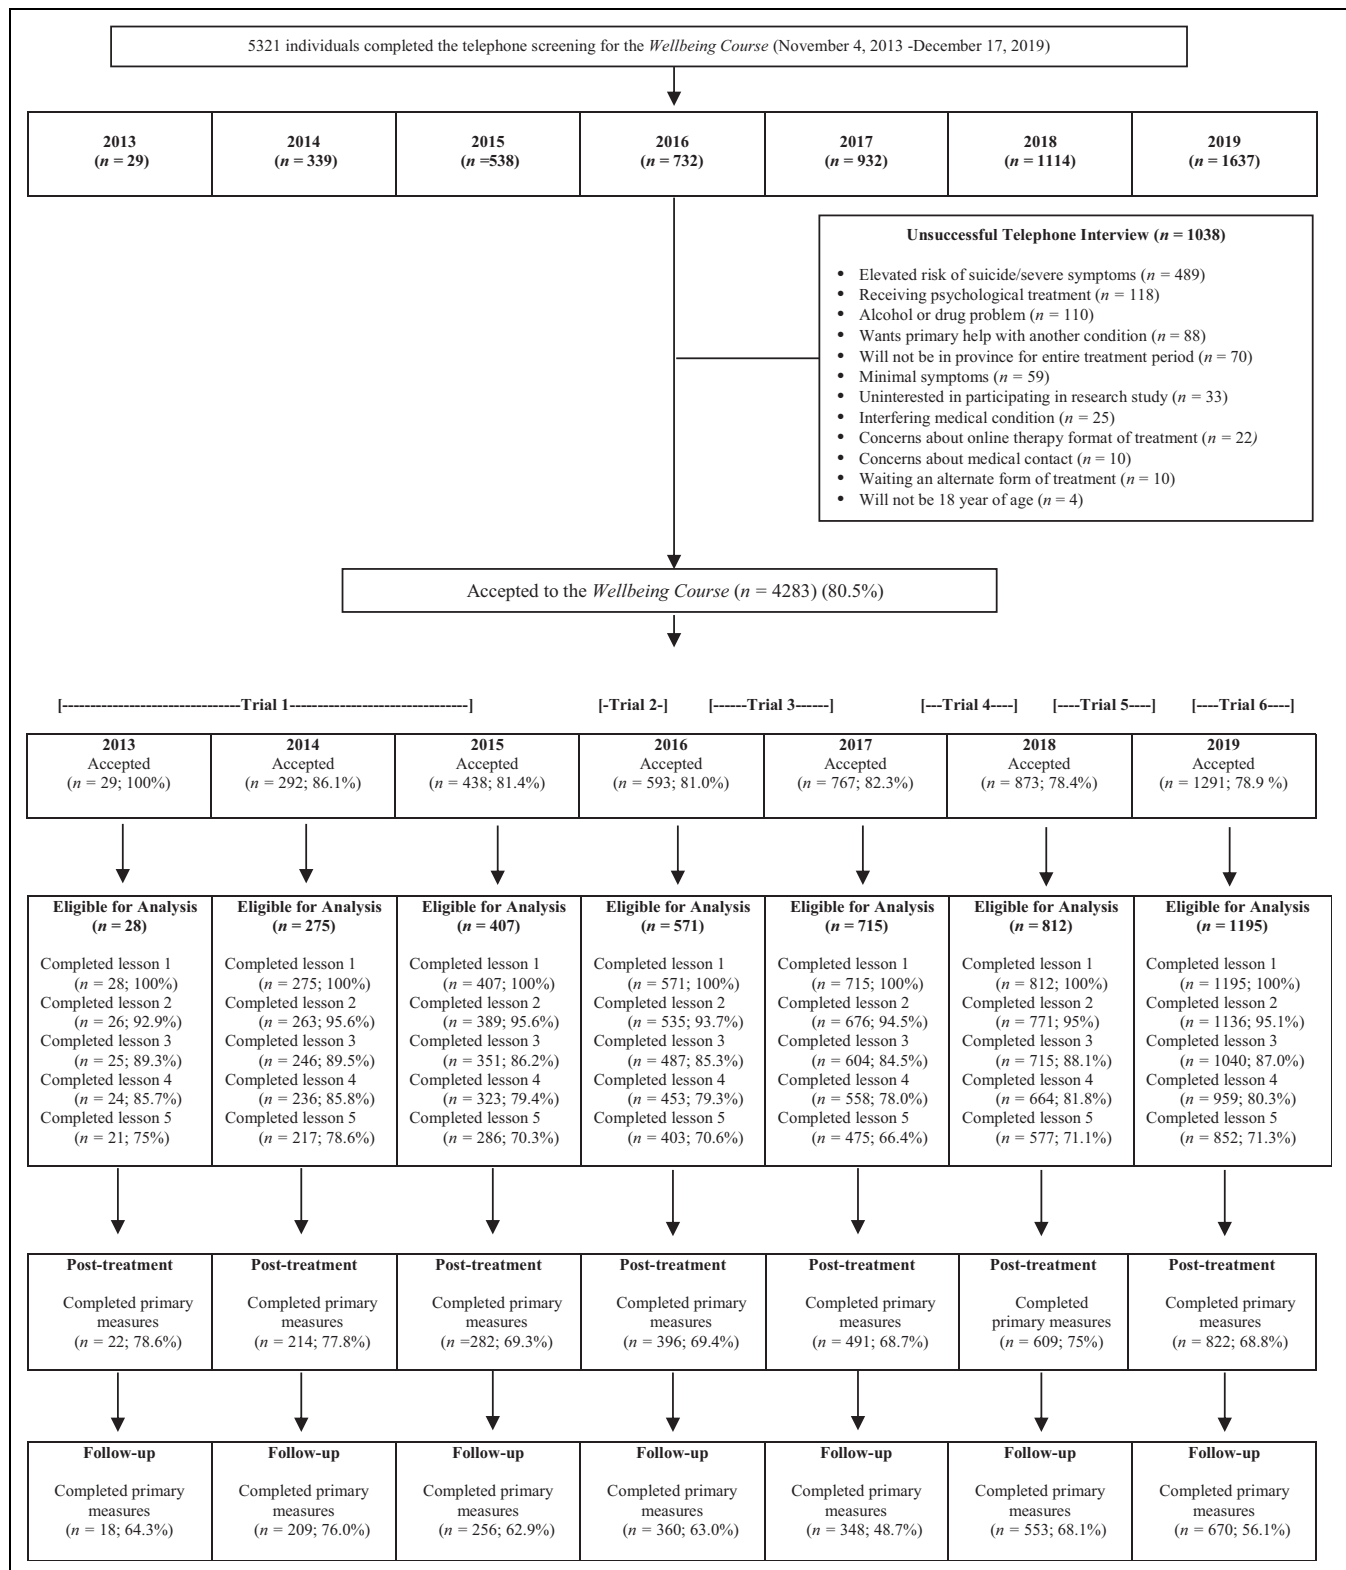 5321 individuals completed the telephone screening for the Wellbeing Course (November 4, 2013 -December 17, 2019)
2013
(n = 29)
2014
(n = 339)
2015
(n =538)
2016
(n = 732)
2017
(n = 932)
2018
(n = 1114)
2019
(n = 1637)
Unsuccessful Telephone Interview (n = 1038)
• Elevated risk of suicide/severe symptoms (n = 489)
• Receiving psychological treatment (n = 118)
• Alcohol or drug problem (n = 110)
• Wants primary help with another condition (n = 88)
• Will not be in province for entire treatment period (n = 70)
• Minimal symptoms (n = 59)
• Uninterested in participating in research study (n = 33)
• Interfering medical condition (n = 25)
• Concerns about online therapy format of treatment (n = 22)
• Concerns about medical contact (n = 10)
• Waiting an alternate form of treatment (n = 10)
• Will not be 18 year of age (n = 4)
Accepted to the Wellbeing Course (n = 4283) (80.5%)
[--------------------------------Trial 1--------------------------------]
[-Trial 2-]
[------Trial 3------]
[---Trial 4----]
[----Trial 5----]
[----Trial 6----]
2013
Accepted
(n = 29; 100%)
2014
Accepted
(n = 292; 86.1%)
2015
Accepted
(n = 438; 81.4%)
2016
Accepted
(n = 593; 81.0%)
2017
Accepted
(n = 767; 82.3%)
2018
Accepted
(n = 873; 78.4%)
2019
Accepted
(n = 1291; 78.9 %)
Eligible for Analysis
(n = 28)
Completed lesson 1
(n = 28; 100%)
Completed lesson 2
(n = 26; 92.9%)
Completed lesson 3
(n = 25; 89.3%)
Completed lesson 4
(n = 24; 85.7%)
Completed lesson 5
(n = 21; 75%)
Eligible for Analysis
(n = 275)
Completed lesson 1
(n = 275; 100%)
Completed lesson 2
(n = 263; 95.6%)
Completed lesson 3
(n = 246; 89.5%)
Completed lesson 4
(n = 236; 85.8%)
Completed lesson 5
(n = 217; 78.6%)
Eligible for Analysis
(n = 407)
Completed lesson 1
(n = 407; 100%)
Completed lesson 2
(n = 389; 95.6%)
Completed lesson 3
(n = 351; 86.2%)
Completed lesson 4
(n = 323; 79.4%)
Completed lesson 5
(n = 286; 70.3%)
Eligible for Analysis
(n = 571)
Completed lesson 1
(n = 571; 100%)
Completed lesson 2
(n = 535; 93.7%)
Completed lesson 3
(n = 487; 85.3%)
Completed lesson 4
(n = 453; 79.3%)
Completed lesson 5
(n = 403; 70.6%)
Eligible for Analysis
(n = 715)
Completed lesson 1
(n = 715; 100%)
Completed lesson 2
(n = 676; 94.5%)
Completed lesson 3
(n = 604; 84.5%)
Completed lesson 4
(n = 558; 78.0%)
Completed lesson 5
(n = 475; 66.4%)
Eligible for Analysis
(n = 812)
Completed lesson 1
(n = 812; 100%)
Completed lesson 2
(n = 771; 95%)
Completed lesson 3
(n = 715; 88.1%)
Completed lesson 4
(n = 664; 81.8%)
Completed lesson 5
(n = 577; 71.1%)
Eligible for Analysis
(n = 1195)
Completed lesson 1
(n = 1195; 100%)
Completed lesson 2
(n = 1136; 95.1%)
Completed lesson 3
(n = 1040; 87.0%)
Completed lesson 4
(n = 959; 80.3%)
Completed lesson 5
(n = 852; 71.3%)
Post-treatment
Completed primary
measures
(n = 22; 78.6%)
Post-treatment
Completed primary
measures
(n = 214; 77.8%)
Post-treatment
Completed primary
measures
(n =282; 69.3%)
Post-treatment
Completed primary
measures
(n = 396; 69.4%)
Post-treatment
Completed primary
measures
(n = 491; 68.7%)
Post-treatment
Completed
primary measures
(n = 609; 75%)
Post-treatment
Completed primary
measures
(n = 822; 68.8%)
Follow-up
Completed primary
measures
(n = 18; 64.3%)
Follow-up
Completed primary
measures
(n = 209; 76.0%)
Follow-up
Completed primary
measures
(n = 256; 62.9%)
Follow-up
Completed primary
measures
(n = 360; 63.0%)
Follow-up
Completed primary
measures
(n = 348; 48.7%)
Follow-up
Completed primary
measures
(n = 553; 68.1%)
Follow-up
Completed primary
measures
(n = 670; 56.1%)